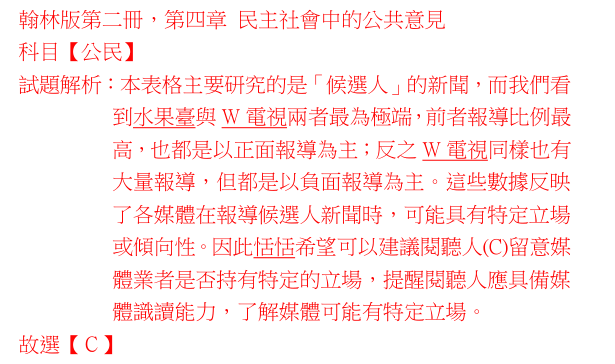 翰林版第二冊，第四章 民主社會中的公共意見
科目【公民】
試題解析：本表格主要研究的是「候選人」的新聞，而我們看
到水果臺與 W 電視兩者最為極端，前者報導比例最
高，也都是以正面報導為主；反之 W 電視同樣也有
大量報導，但都是以負面報導為主。這些數據反映
了各媒體在報導候選人新聞時，可能具有特定立場
或傾向性。因此恬恬希望可以建議閱聽人(C)留意媒
體業者是否持有特定的立場，提醒閱聽人應具備媒
體識讀能力，了解媒體可能有特定立場。
故選【 C 】